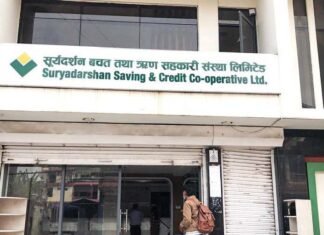 सूर्यदर्शन बचत तथा ऋण सहकारी संस्था लिमिटेड
Suryadarshan Saving & Credit Co-operative Ltd.